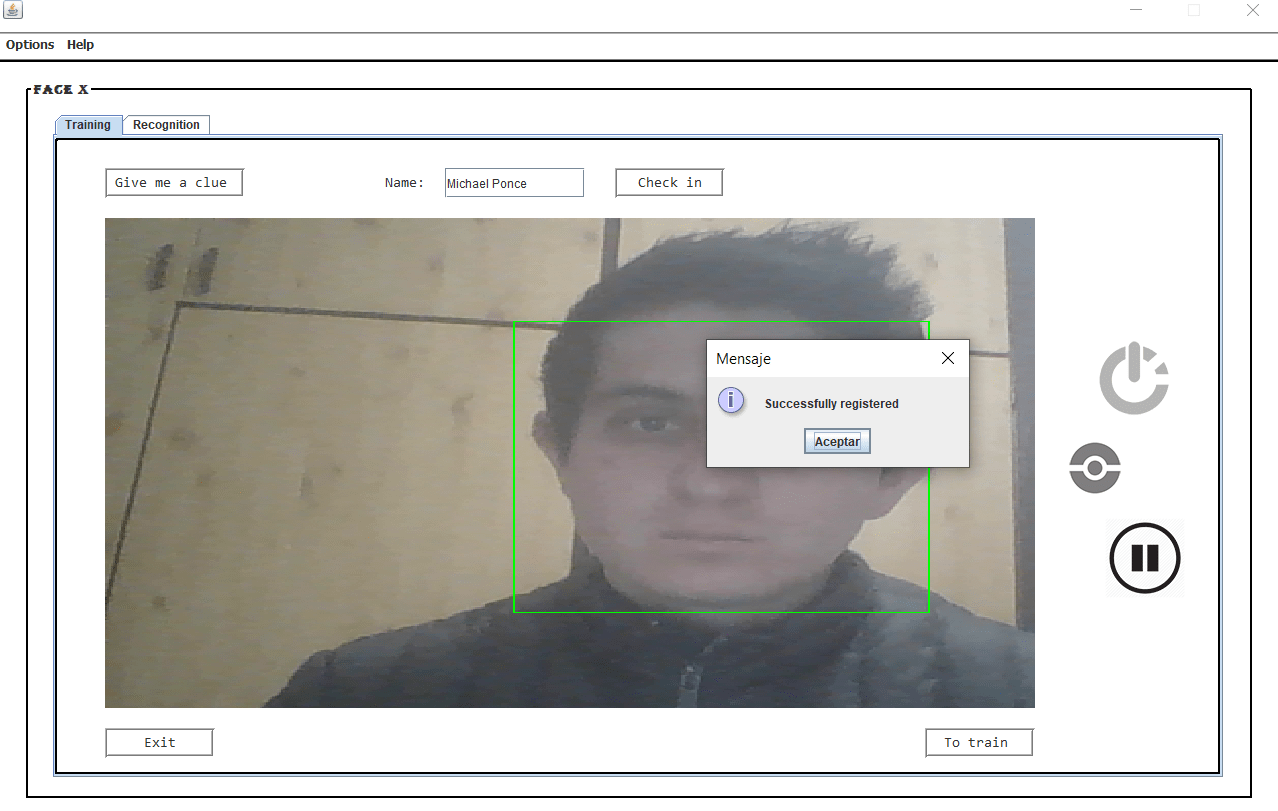 Options Help
FACE X
Training Recognition
Give me a clue Name: Michael Ponce Check in
Mensaje
Successfully registered
Aceptar
Exit To train